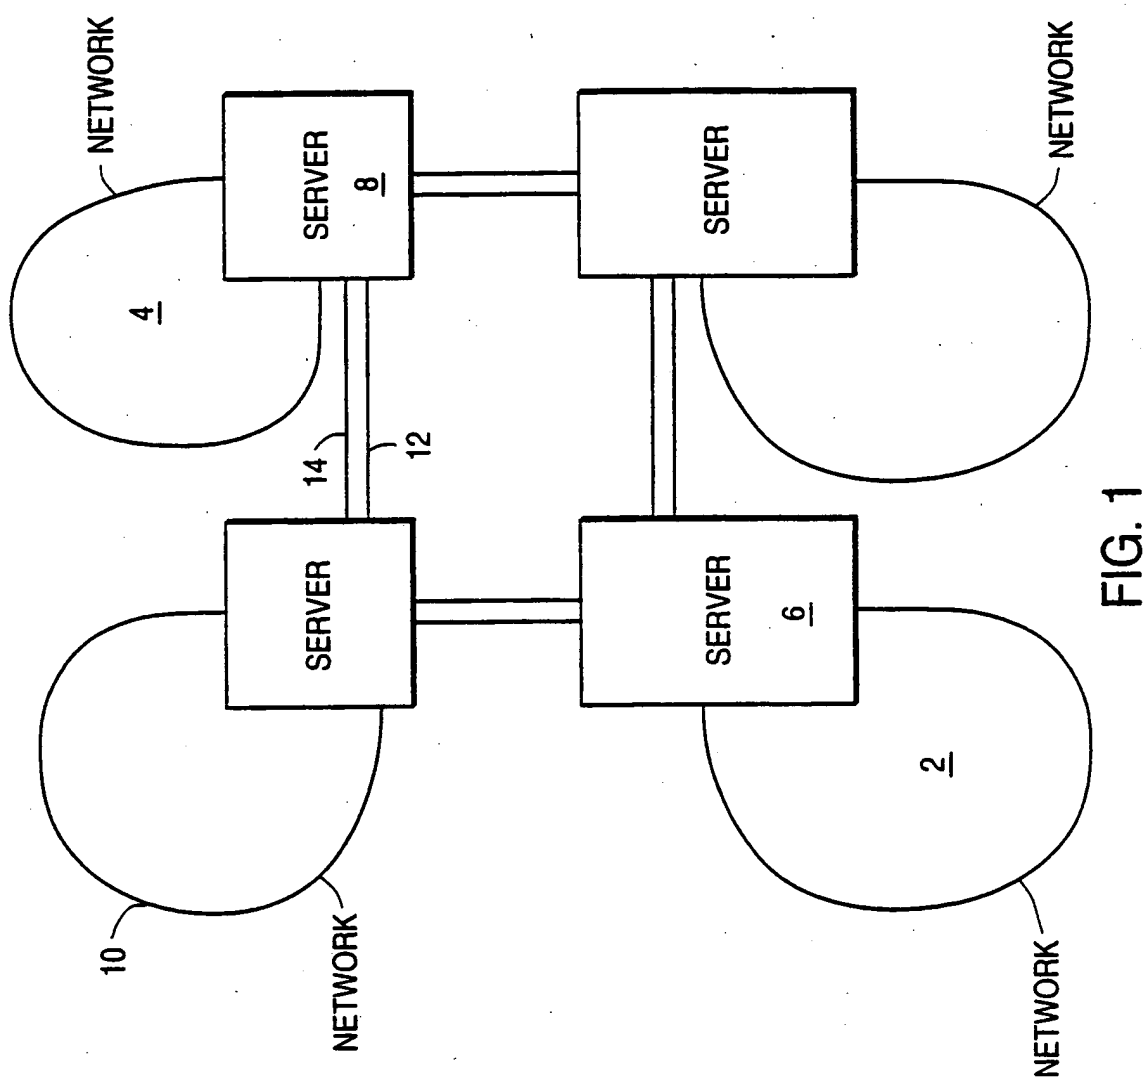 10
NETWORK
4
SERVER
14
SERVER
NETWORK
8
12
SERVER
SERVER
6
2
NETWORK
NETWORK
FIG. 1